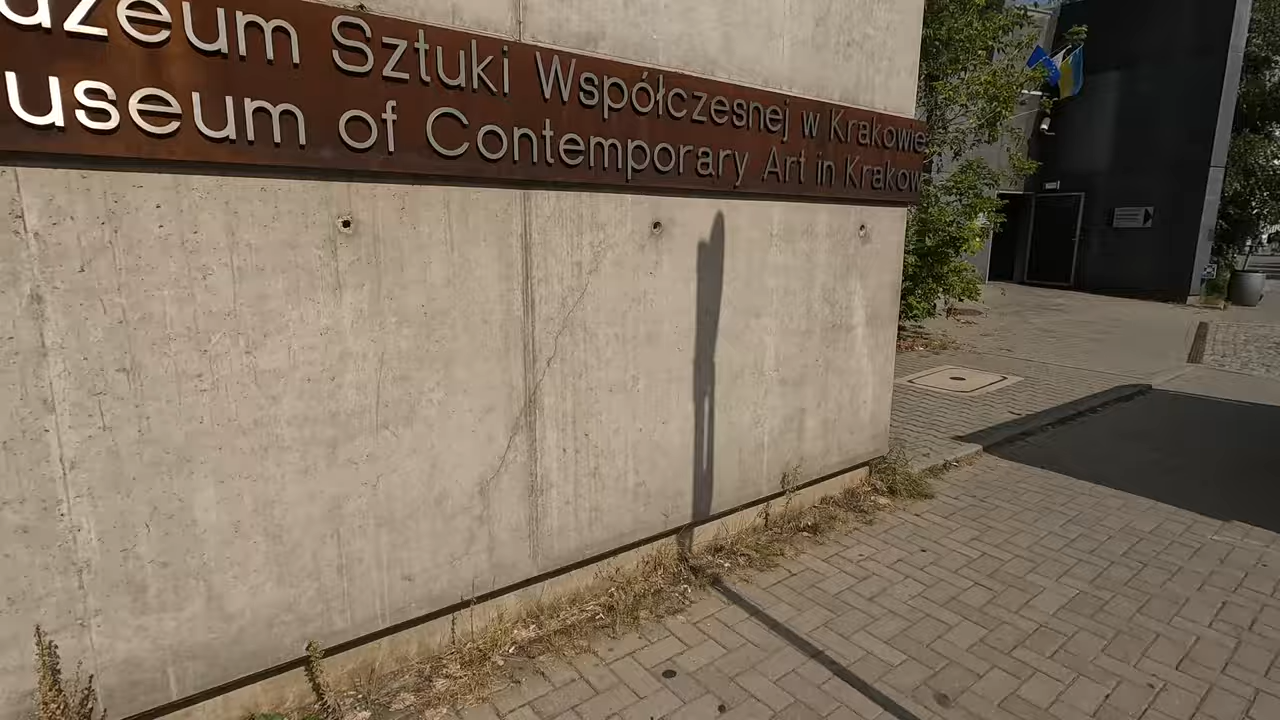 uzeum Sztuki Współczesnej w Krakowie
useum of Contemporary Art in Krakow